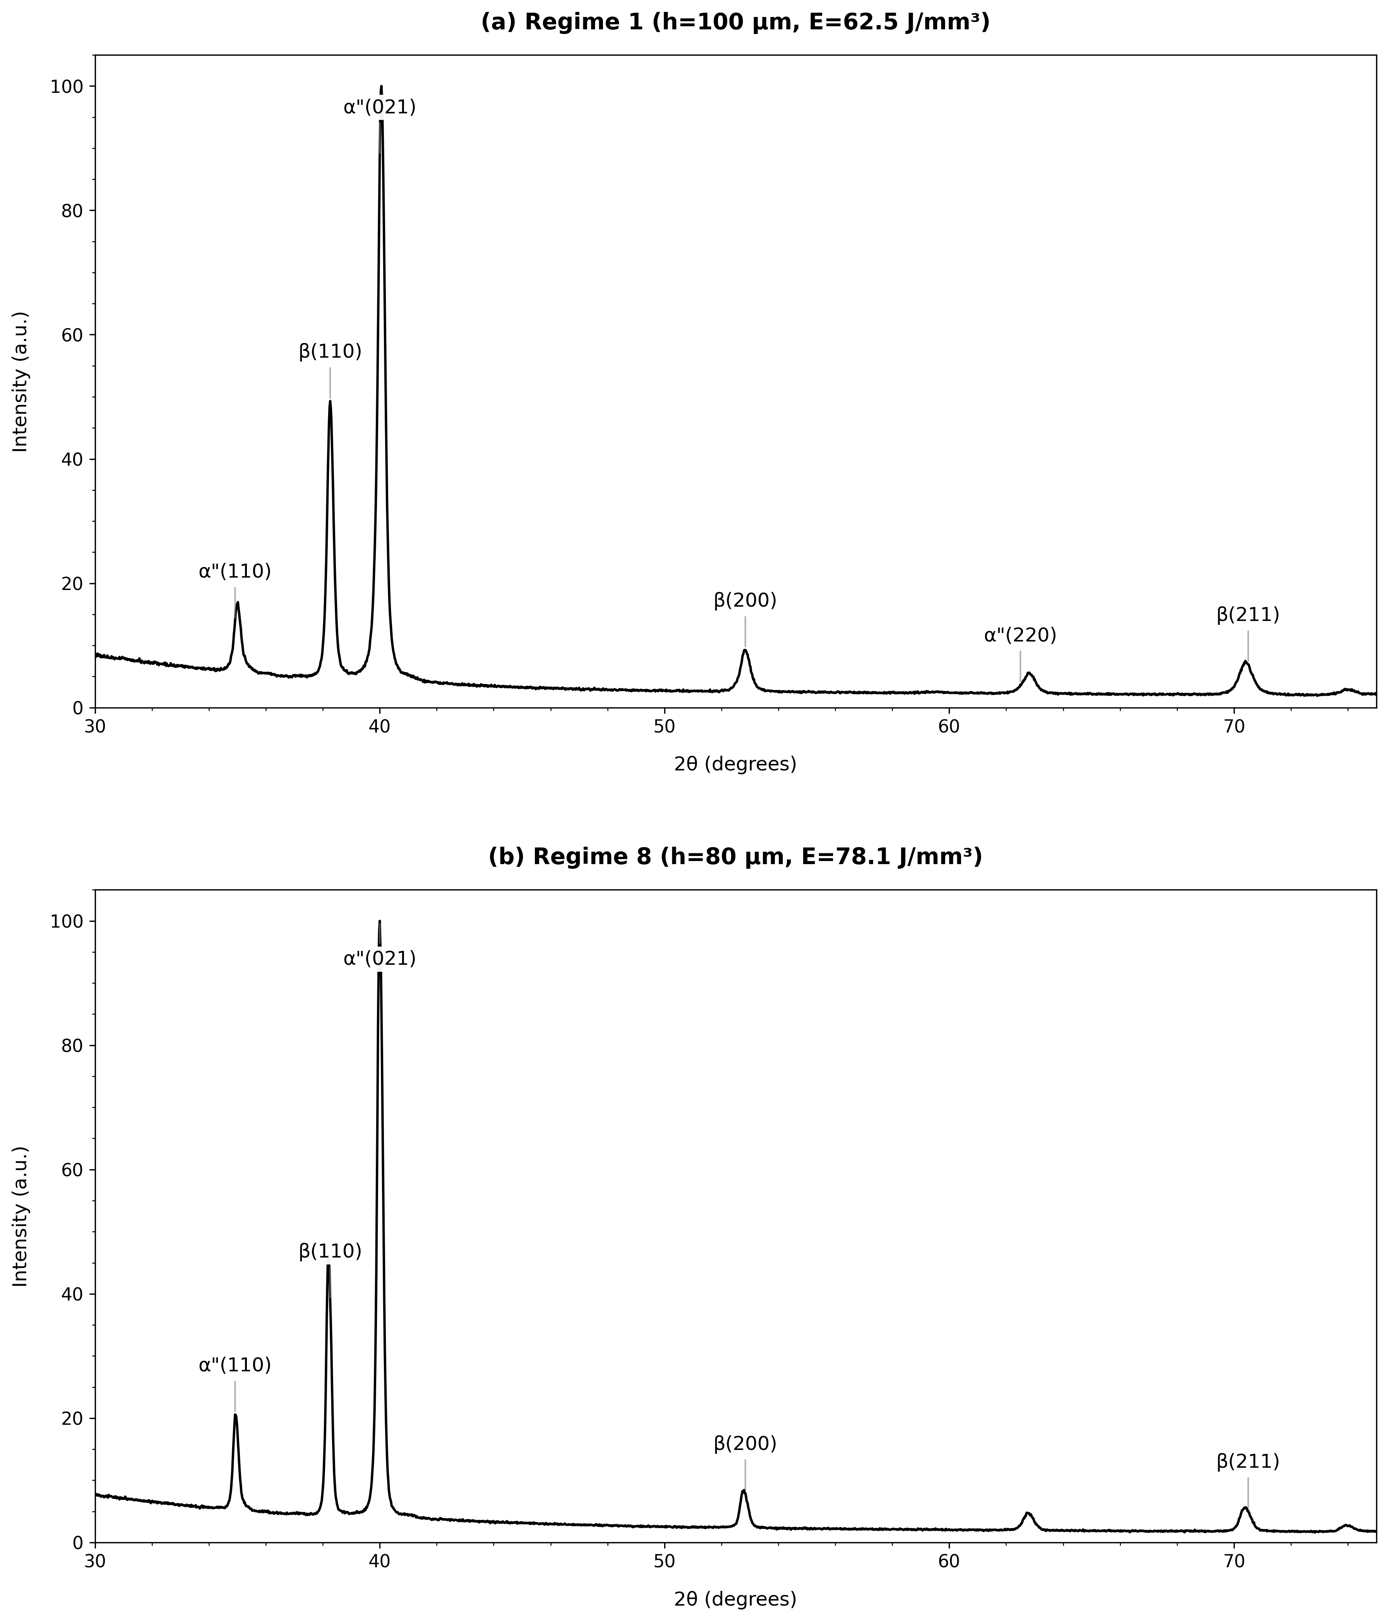 (a) Regime 1 (h=100 μm, E=62.5 J/mm³)
100
α"(021)
80
60
β(110)
Intensity (a.u.)
40
α"(110)
20
β(200)
β(211)
α"(220)
0
30 40 50 60 70
2θ (degrees)
(b) Regime 8 (h=80 μm, E=78.1 J/mm³)
100
α"(021)
80
60
β(110)
Intensity (a.u.)
40
α"(110)
20
β(200)
β(211)
0
30 40 50 60 70
2θ (degrees)